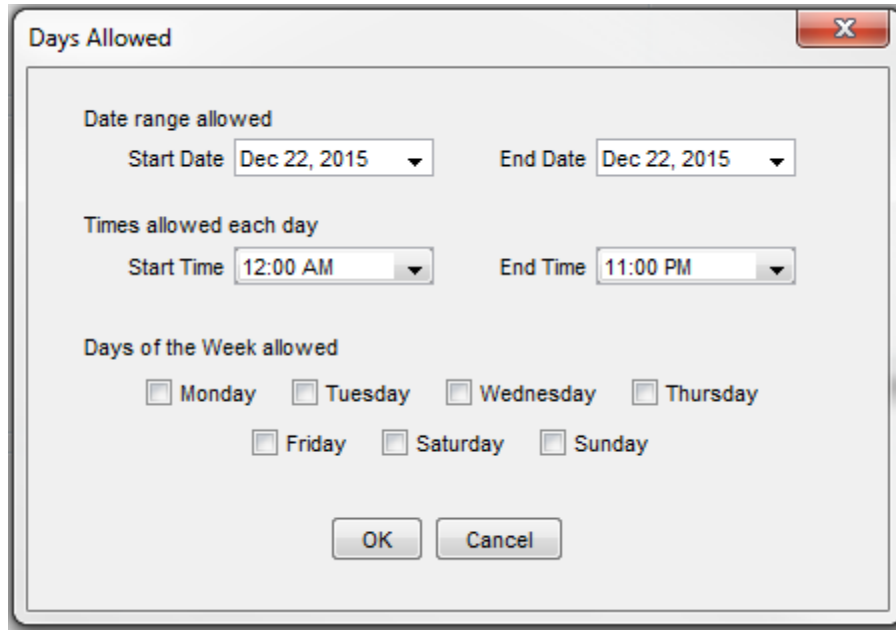 Days Allowed
Date range allowed
Start Date Dec 22, 2015 End Date Dec 22, 2015
Times allowed each day
Start Time 12:00 AM End Time 11:00 PM
Days of the Week allowed
Monday Tuesday Wednesday Thursday
Friday Saturday Sunday
OK Cancel